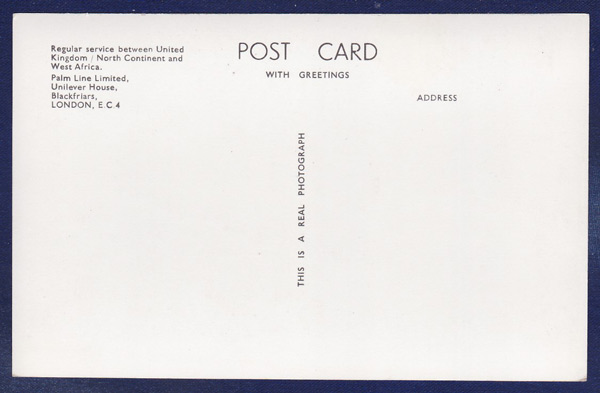 Regular service between United
Kingdom / North Continent and
West Africa.
Palm Line Limited,
Unilever House,
Blackfriars,
LONDON, E.C.4
POST CARD
WITH GREETINGS
ADDRESS
THIS IS A REAL PHOTOGRAPH